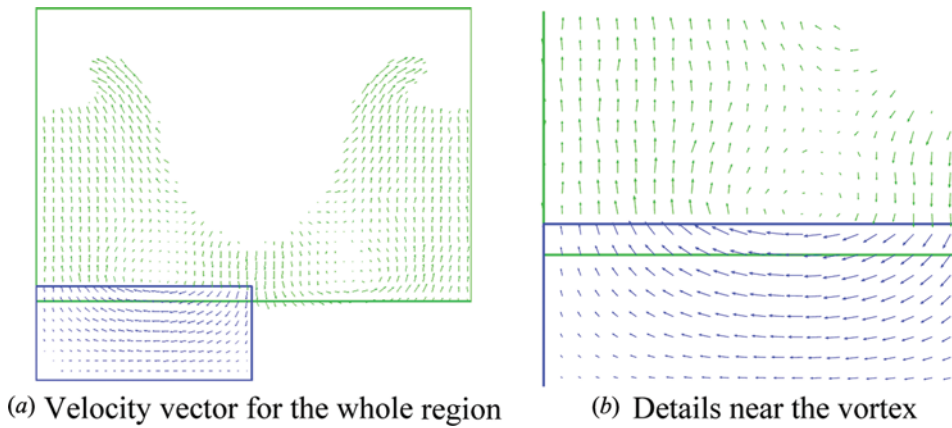 (a) Velocity vector for the whole region
(b) Details near the vortex